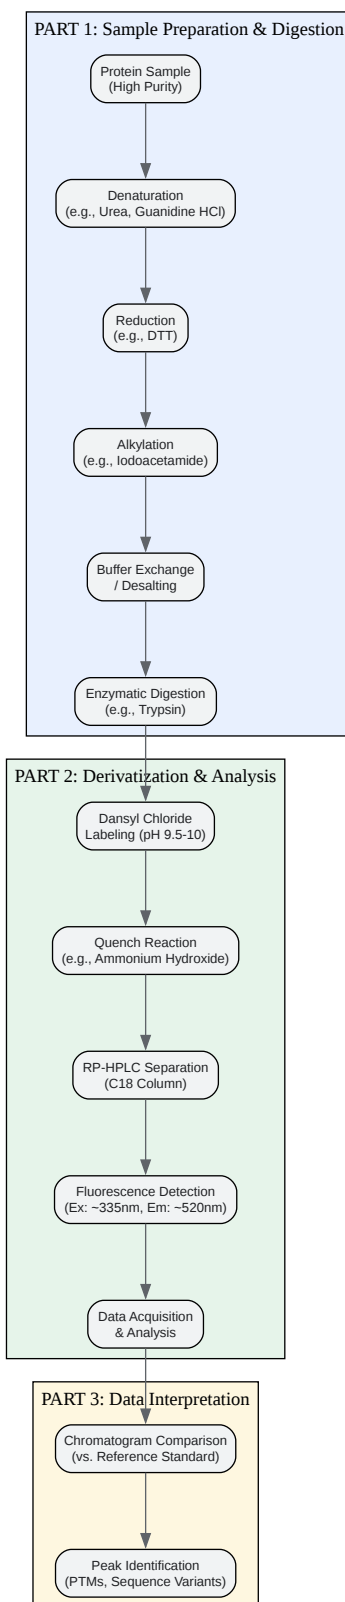 PART 1: Sample Preparation & Digestion
Protein Sample
(High Purity)
Denaturation
(e.g., Urea, Guanidine HCl)
Reduction
(e.g., DTT)
Alkylation
(e.g., Iodoacetamide)
Buffer Exchange
/ Desalting
Enzymatic Digestion
(e.g., Trypsin)
PART 2: Derivatization & Analysis
Dansyl Chloride
Labeling (pH 9.5-10)
Quench Reaction
(e.g., Ammonium Hydroxide)
RP-HPLC Separation
(C18 Column)
Fluorescence Detection
(Ex: ~335nm, Em: ~520nm)
Data Acquisition
& Analysis
PART 3: Data Interpretation
Chromatogram Comparison
(vs. Reference Standard)
Peak Identification
(PTMs, Sequence Variants)